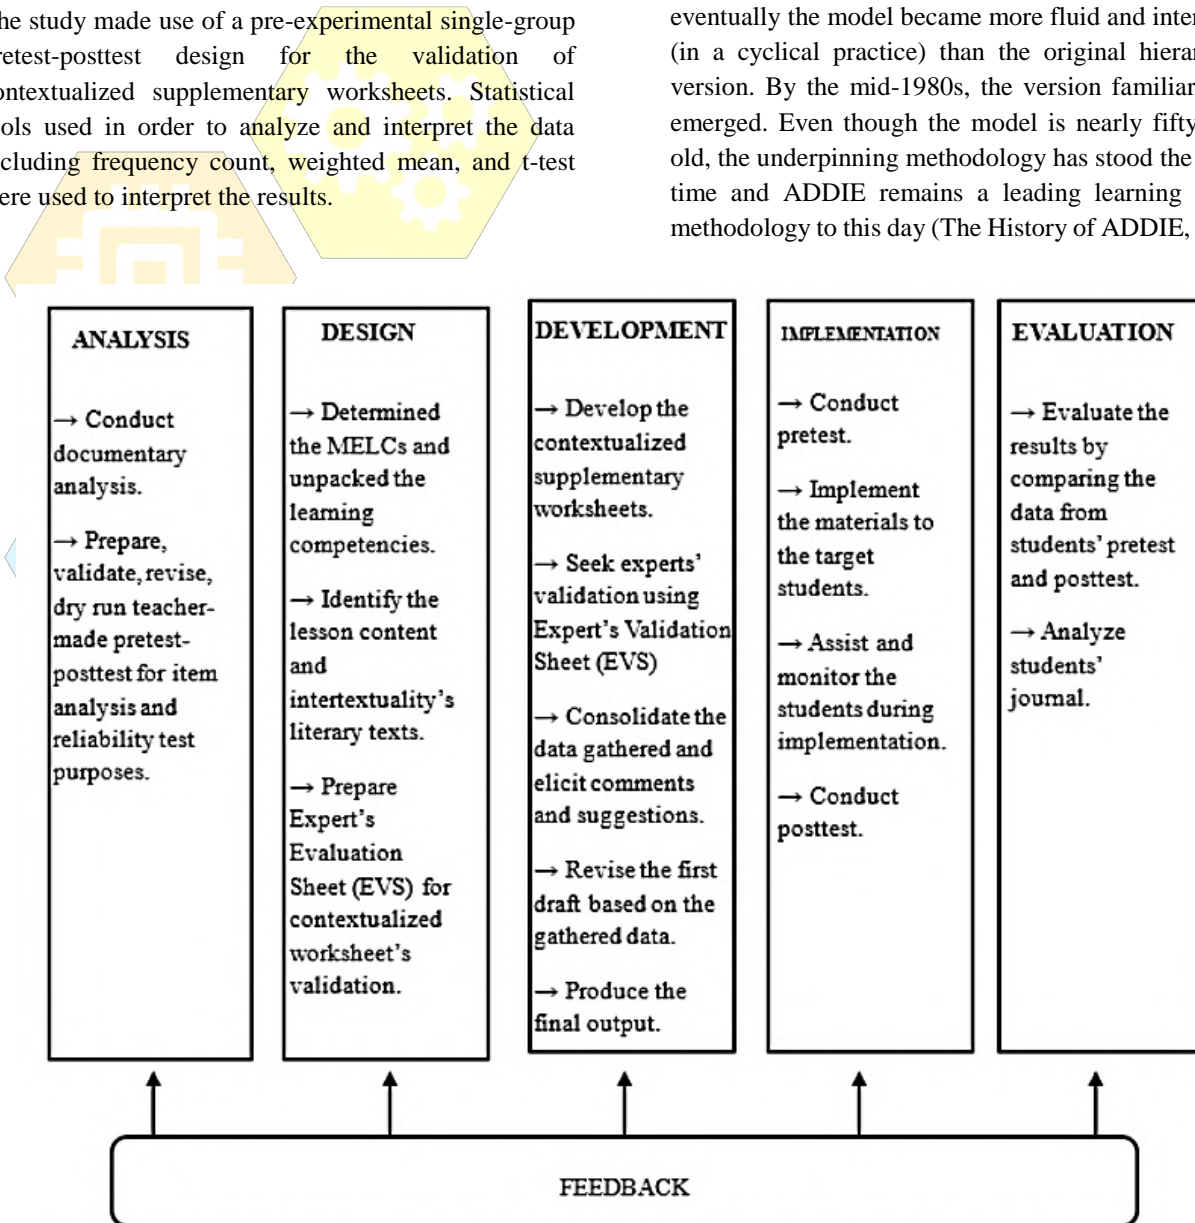 he study made use of a pre-experimental single-group
retest-posttest design for the validation of
ontextualized supplementary worksheets. Statistical
ols used in order to analyze and interpret the data
cluding frequency count, weighted mean, and t-test
ere used to interpret the results.
eventually the model became more fluid and inter
(in a cyclical practice) than the original hierar
version. By the mid-1980s, the version familiar
emerged. Even though the model is nearly fifty
old, the underpinning methodology has stood the
time and ADDIE remains a leading learning
methodology to this day (The History of ADDIE,
ANALYSIS
→ Conduct
documentary
analysis.
→ Prepare,
validate, revise,
dry run teacher-
made pretest-
posttest for item
analysis and
reliability test
purposes.
DESIGN
→ Determined
the MELCs and
unpacked the
learning
competencies.
→ Identify the
lesson content
and
intertextuality's
literary texts.
→ Prepare
Expert's
Evaluation
Sheet (EVS) for
contextualized
worksheet's
validation.
DEVELOPMENT
→ Develop the
contextualized
supplementary
worksheets.
→ Seek experts'
validation using
Expert's Validation
Sheet (EVS)
→ Consolidate the
data gathered and
elicit comments
and suggestions.
→ Revise the first
draft based on the
gathered data.
→ Produce the
final output.
IMPLEMENTATION
→ Conduct
pretest.
→ Implement
the materials to
the target
students.
→ Assist and
monitor the
students during
implementation.
→ Conduct
posttest.
EVALUATION
→ Evaluate the
results by
comparing the
data from
students' pretest
and posttest.
→ Analyze
students'
journal.
FEEDBACK